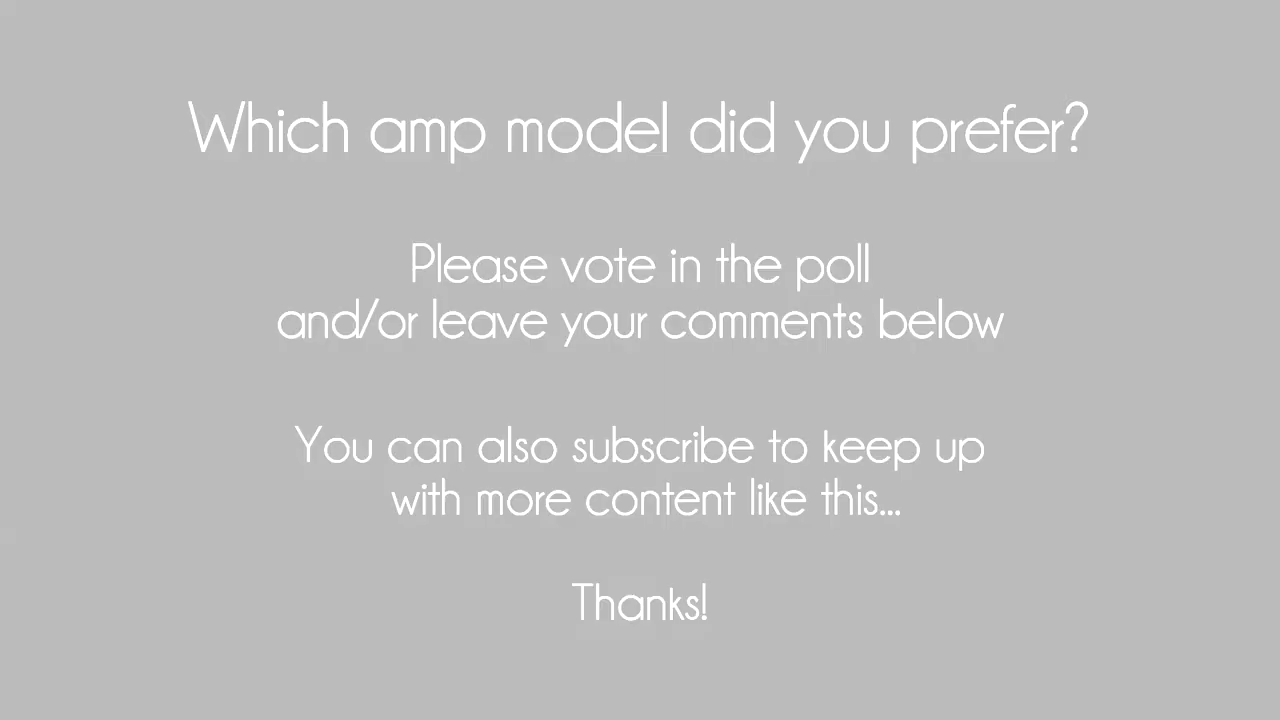 Which amp model did you prefer?
Please vote in the poll
and/or leave your comments below
You can also subscribe to keep up
with more content like this...
Thanks!